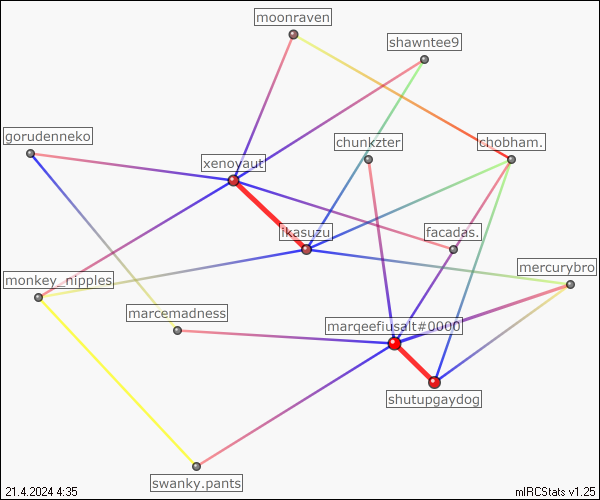 moonraven
shawntee9
gorudenneko
chunkzter
chobham.
xenovaut
ikasuzu
facadas.
mercurybro
monkey_nipples
marcemadness
marqeefiusalt#0000
shutupgaydog
swanky.pants
21.4.2024 4:35
mIRCStats v1.25